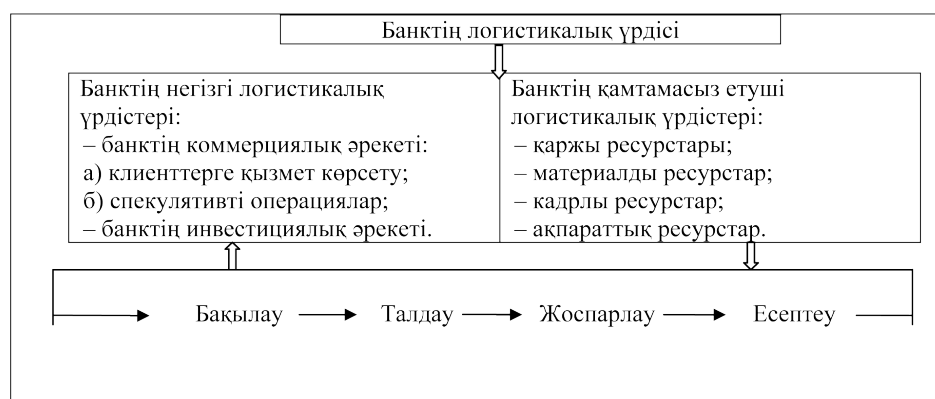 Банктің логистикалық үрдісі
Банктің негізгі логистикалық
үрдістері:
– банктің коммерциялық әрекеті:
а) клиенттерге қызмет көрсету;
б) спекулятивті операциялар;
– банктің инвестициялық әрекеті.
Банктің қамтамасыз етуші
логистикалық үрдістері:
– қаржы ресурстары;
– материалды ресурстар;
– кадрлы ресурстар;
– ақпараттық ресурстар.
Бақылау Талдау Жоспарлау Есептеу